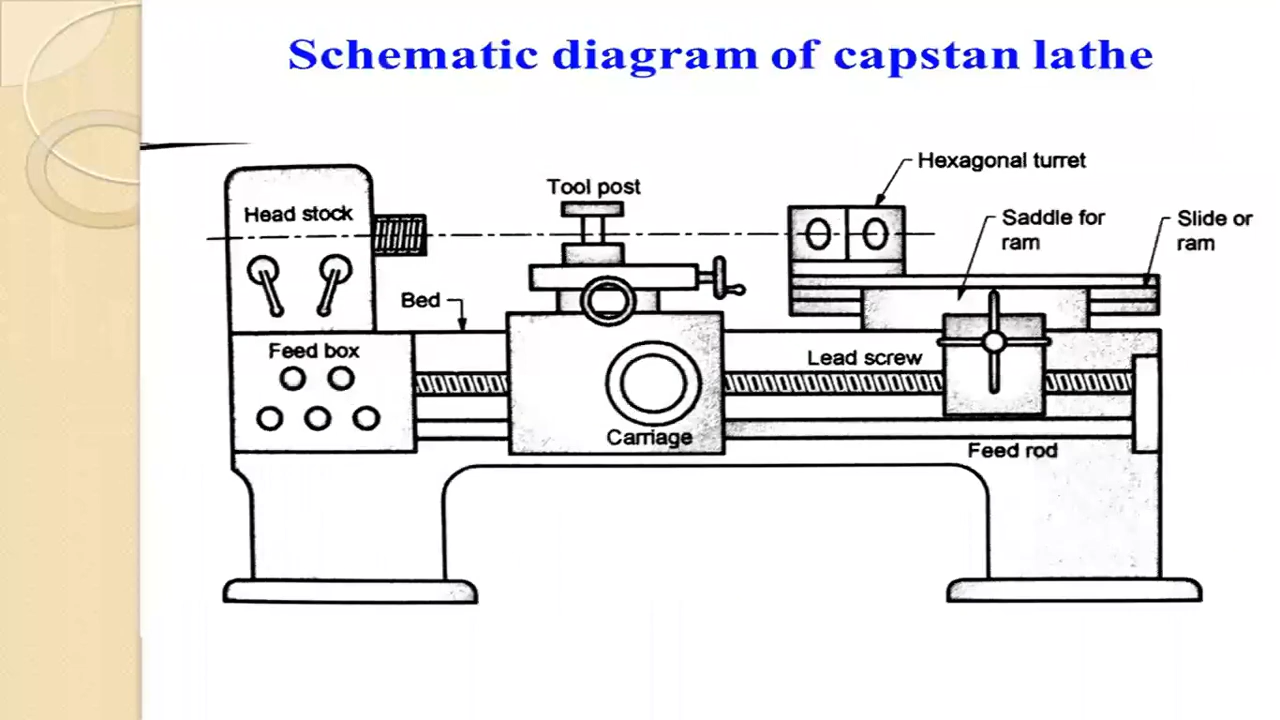 Schematic diagram of capstan lathe
Hexagonal turret
Tool post
Head stock
Saddle for
ram
Slide or
ram
Bed
Feed box
Lead screw
Carriage
Feed rod